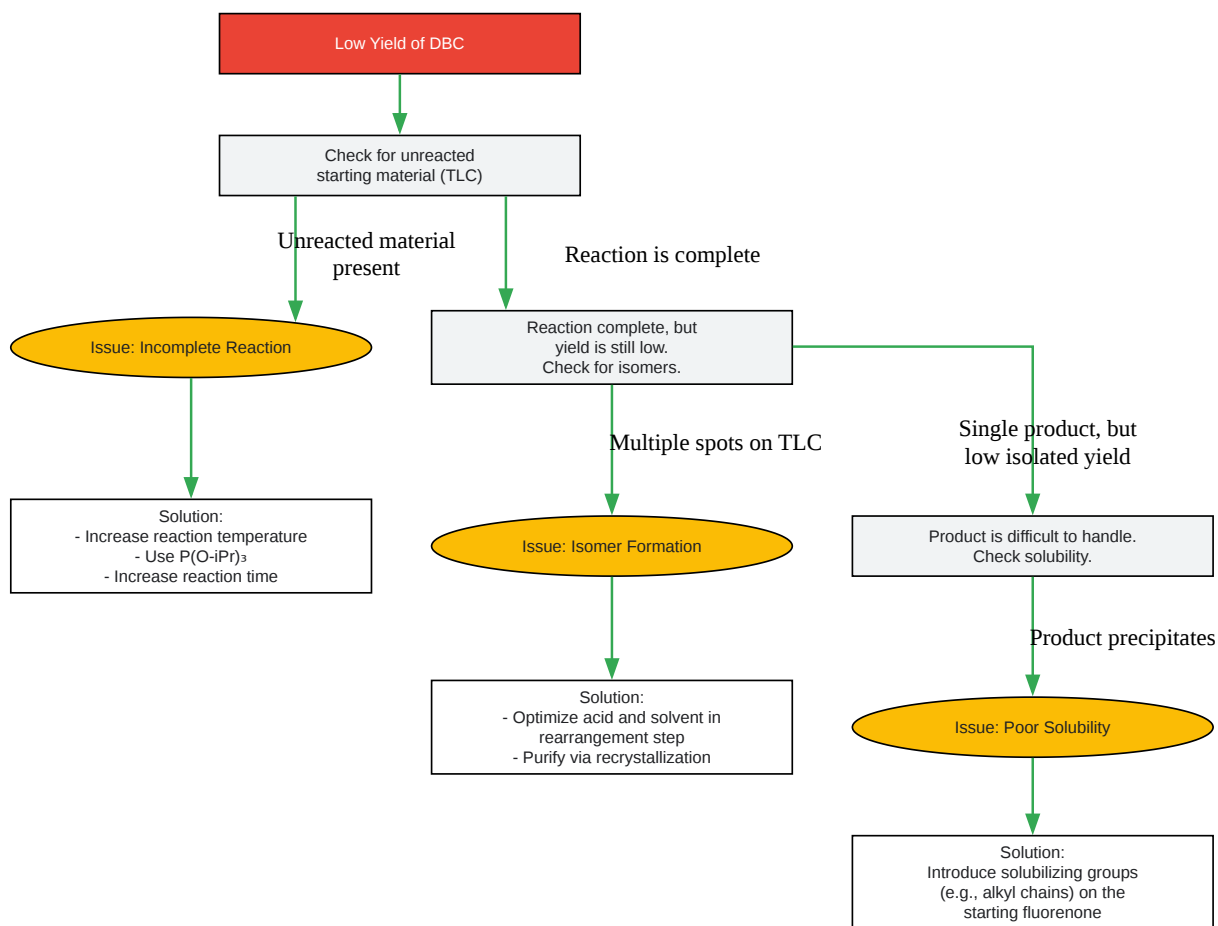 Low Yield of DBC
Check for unreacted
starting material (TLC)
Unreacted material
present
Reaction is complete
Issue: Incomplete Reaction
Reaction complete, but
yield is still low.
Check for isomers.
Multiple spots on TLC
Single product, but
low isolated yield
Solution:
- Increase reaction temperature
- Use P(O-iPr)₃
- Increase reaction time
Issue: Isomer Formation
Product is difficult to handle.
Check solubility.
Product precipitates
Solution:
- Optimize acid and solvent in
rearrangement step
- Purify via recrystallization
Issue: Poor Solubility
Solution:
Introduce solubilizing groups
(e.g., alkyl chains) on the
starting fluorenone